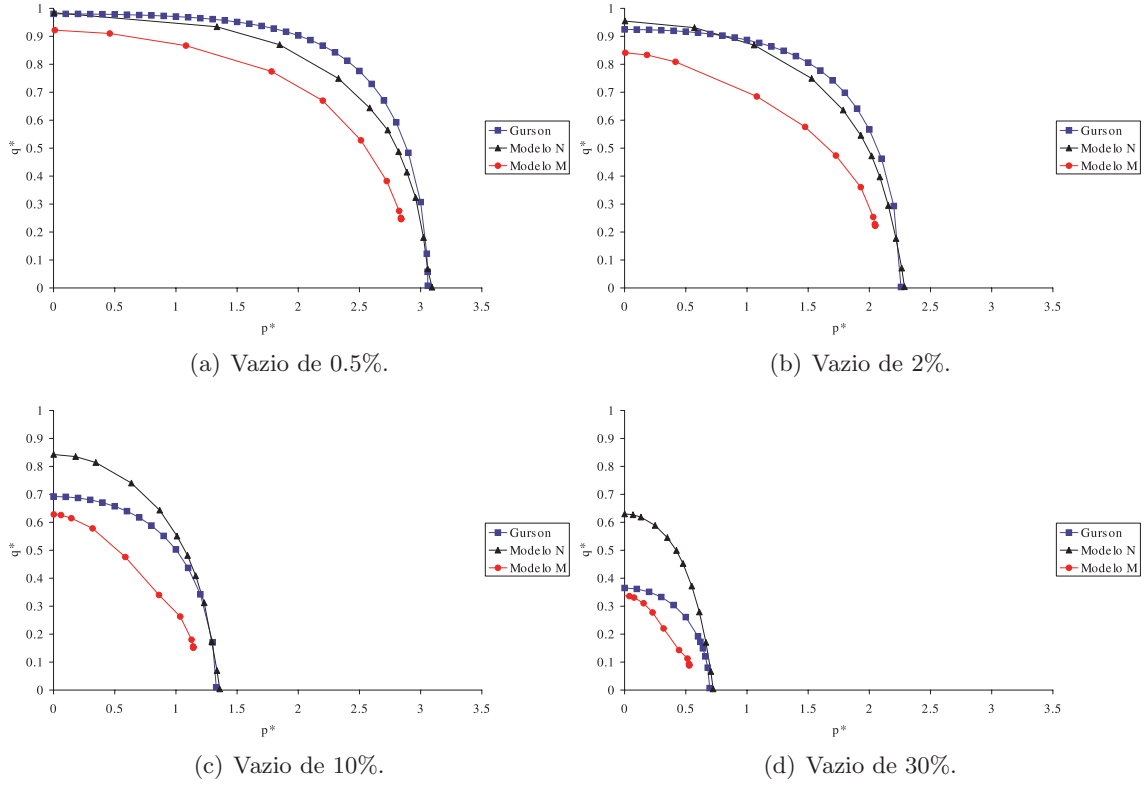 1
0.9
0.8
0.7
0.6
0.5
0.4
0.3
0.2
0.1
0
q*
0 0.5 1 1.5 2 2.5 3 3.5
p*
Gurson
Modelo N
Modelo M
(a) Vazio de 0.5%.
1
0.9
0.8
0.7
0.6
0.5
0.4
0.3
0.2
0.1
0
q*
0 0.5 1 1.5 2 2.5 3 3.5
p*
Gurson
Modelo N
Modelo M
(b) Vazio de 2%.
1
0.9
0.8
0.7
0.6
0.5
0.4
0.3
0.2
0.1
0
q*
0 0.5 1 1.5 2 2.5 3 3.5
p*
Gurson
Modelo N
Modelo M
(c) Vazio de 10%.
1
0.9
0.8
0.7
0.6
0.5
0.4
0.3
0.2
0.1
0
q*
0 0.5 1 1.5 2 2.5 3 3.5
p*
Gurson
Modelo N
Modelo M
(d) Vazio de 30%.